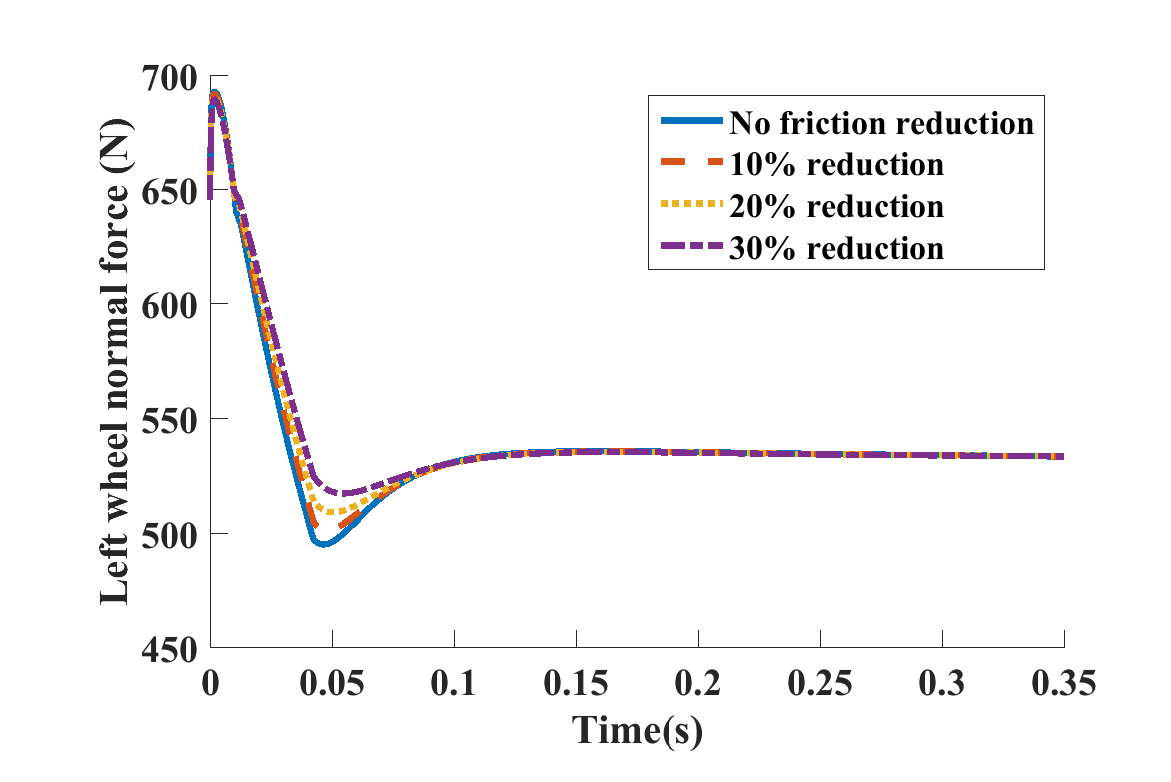 Left wheel normal force (N)
700
650
600
550
500
450
No friction reduction
10% reduction
20% reduction
30% reduction
0 0.05 0.1 0.15 0.2 0.25 0.3 0.35
Time(s)